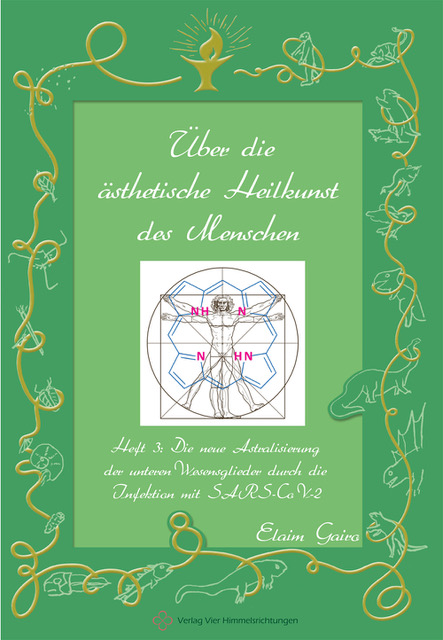 Über die
ästhetische Heilkunst
des Menschen
NH N
N HN
Heft 3: Die neue Astralisierung
der unteren Wesensglieder durch die
Infektion mit SARS-CoV-2
Elaim Gaira
Verlag Vier Himmelsrichtungen